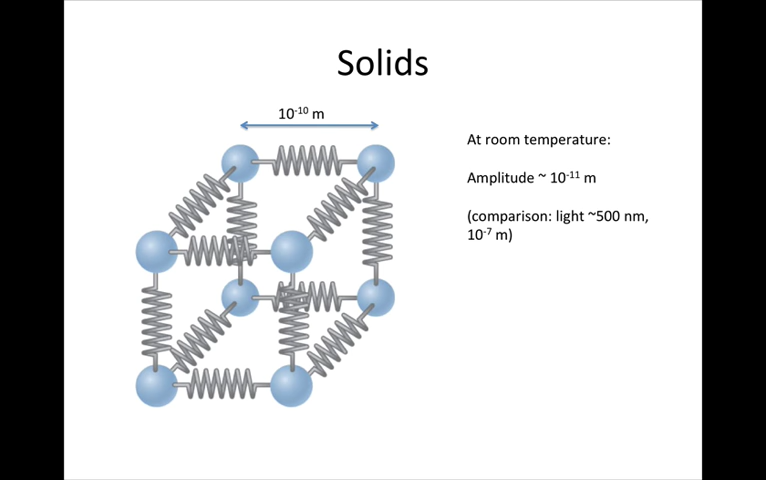 Solids
10⁻¹⁰ m
At room temperature:
Amplitude ~ 10⁻¹¹ m
(comparison: light ~500 nm,
10⁻⁷ m)